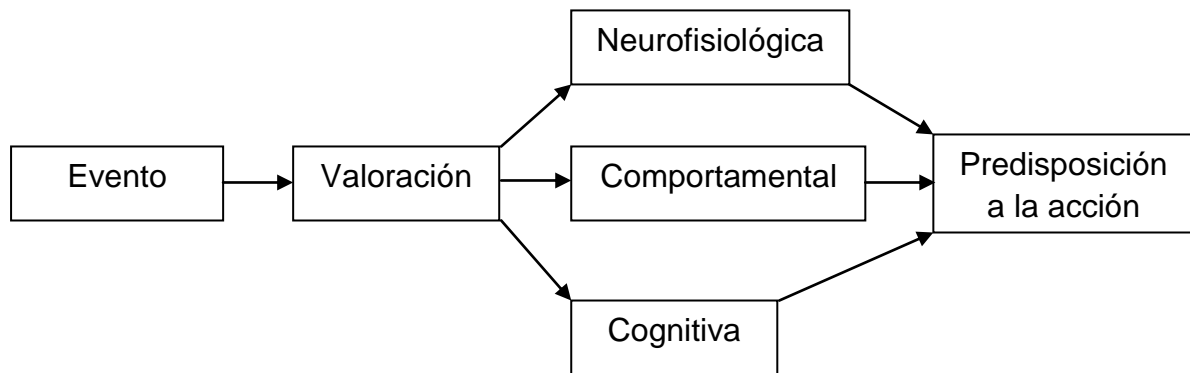 Neurofisiológica
Evento
Valoración
Comportamental
Predisposición
a la acción
Cognitiva